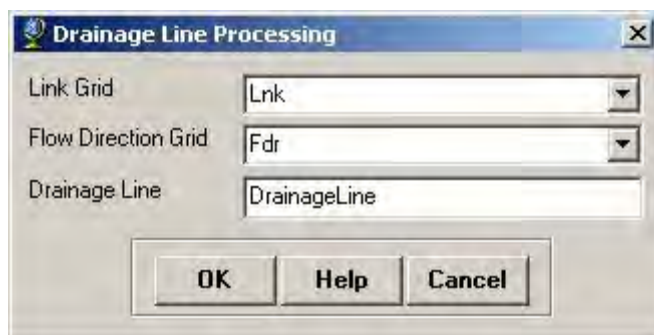 Drainage Line Processing
Link Grid Lnk
Flow Direction Grid Fdr
Drainage Line DrainageLine
OK Help Cancel